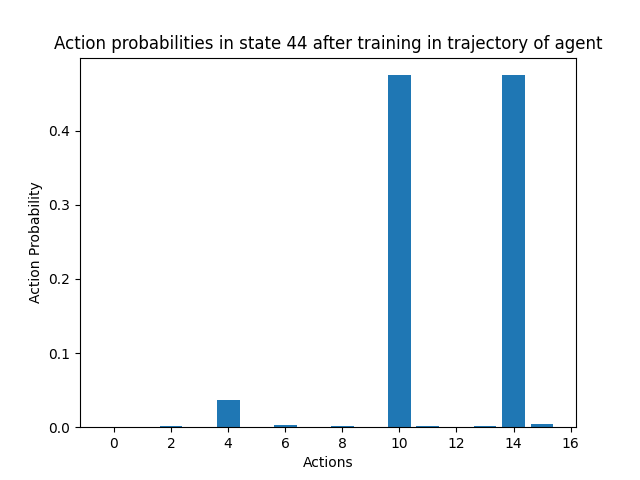 Action probabilities in state 44 after training in trajectory of agent
Action Probability
0.4
0.3
0.2
0.1
0.0
0 2 4 6 8 10 12 14 16
Actions